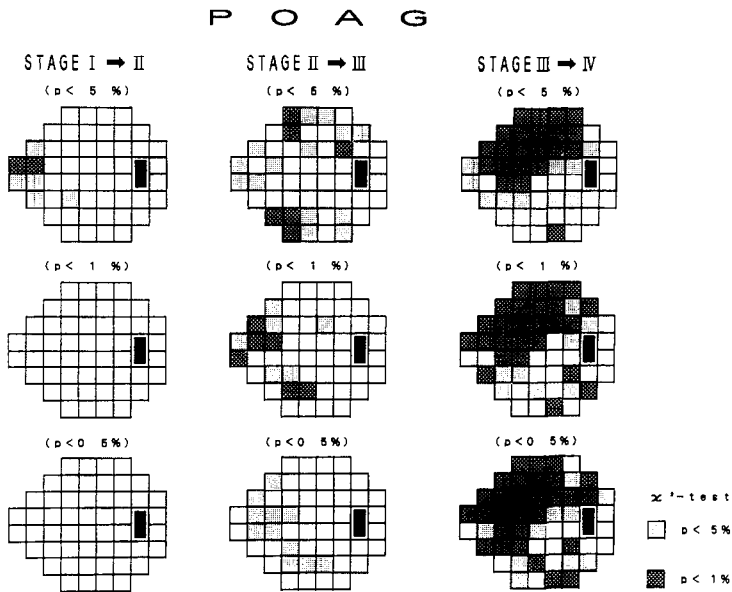 P O A G
STAGE I ➡ II STAGE II ➡ III STAGE III ➡ IV
(p< 5 %) (p< 5 %) (p< 5 %)
(p< 1 %) (p< 1 %) (p< 1 %)
(p<0 5%) (p<0 5%) (p<0 5%)
χ²-test
p<5%
p<1%